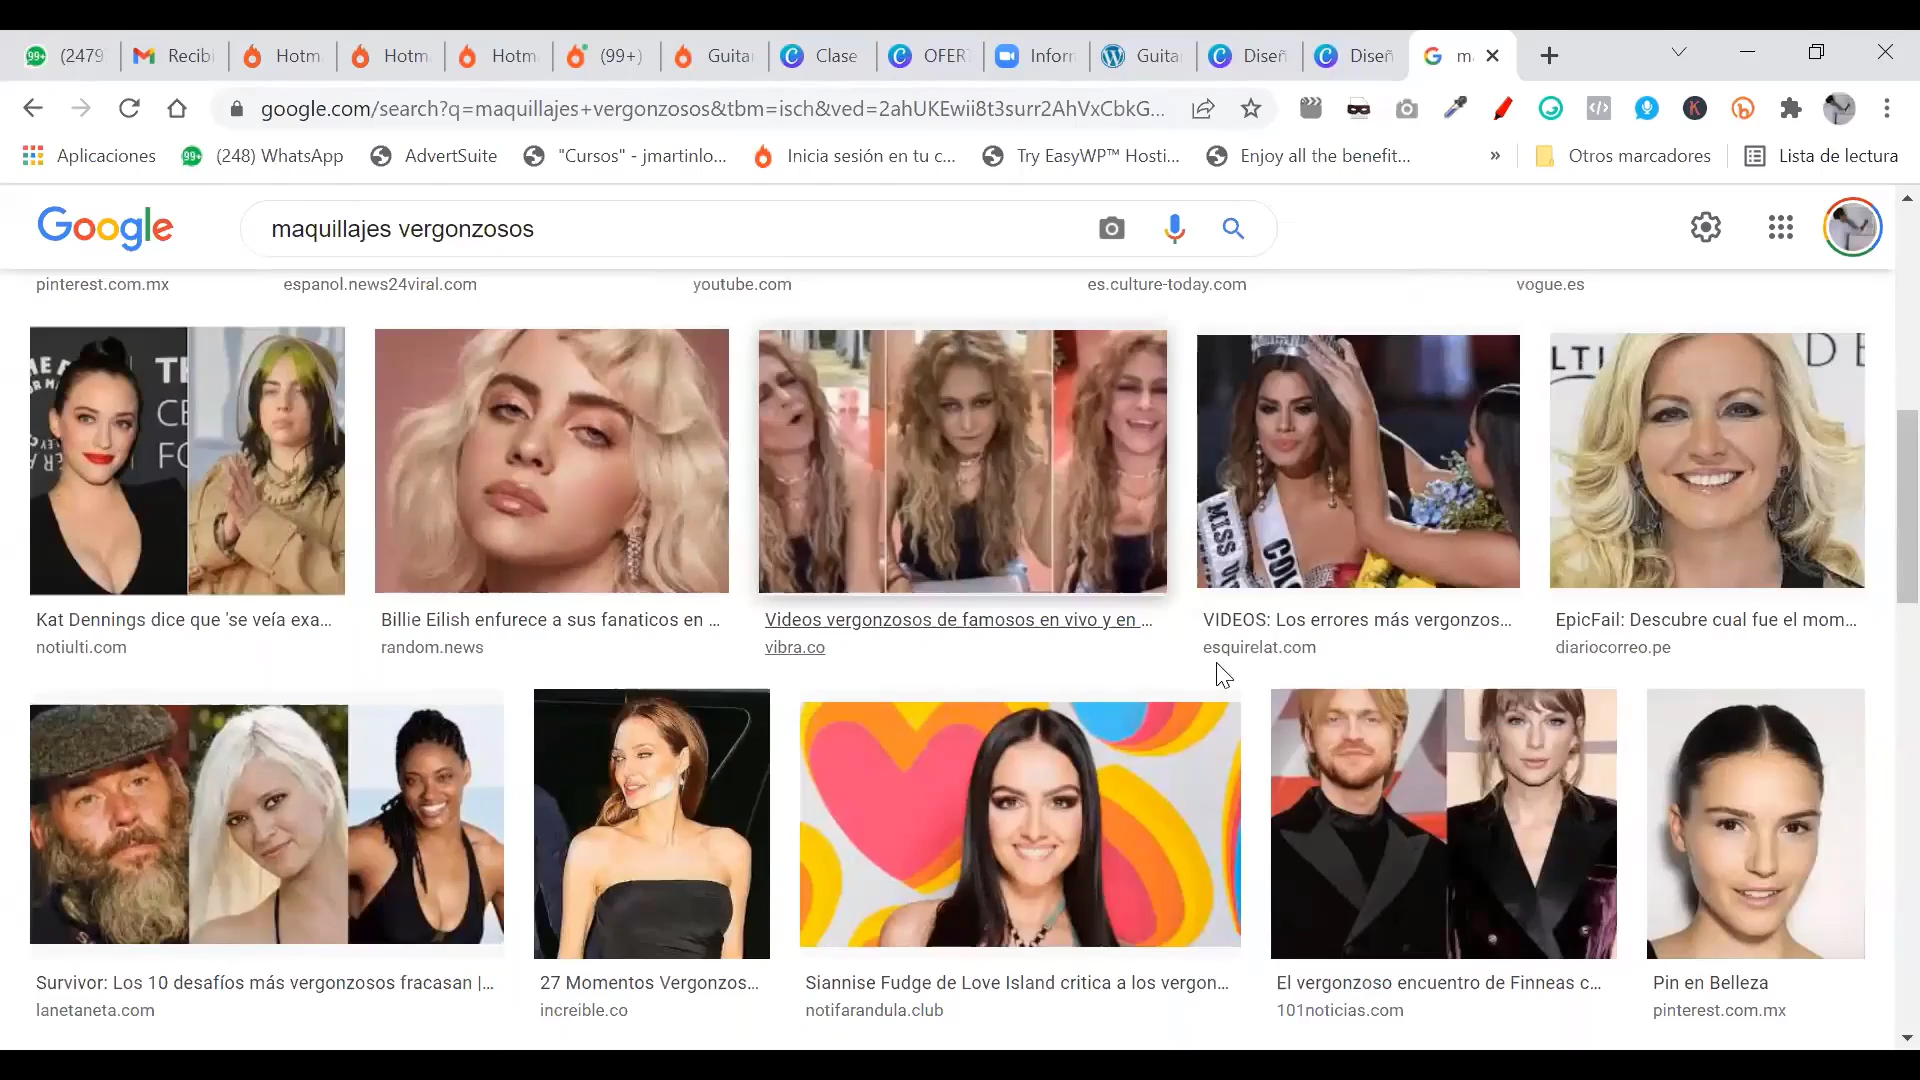 (2479
Recibi
Hotm
Hotm
Hotm
(99+)
Guitar
Clase
OFERT
Inform
Guitar
Diseñ
Diseñ
m
google.com/search?q=maquillajes+vergonzosos&tbm=isch&ved=2ahUKEwii8t3surr2AhVxCbkG...
Aplicaciones
(248) WhatsApp
AdvertSuite
"Cursos" - jmartinlo...
Inicia sesión en tu c...
Try EasyWP™ Hosti...
Enjoy all the benefit...
»
Otros marcadores
Lista de lectura
Google
maquillajes vergonzosos
pinterest.com.mx
espanol.news24viral.com
youtube.com
es.culture-today.com
vogue.es
MISS
COL
Kat Dennings dice que 'se veía exa...
notiulti.com
Billie Eilish enfurece a sus fanaticos en ...
random.news
Videos vergonzosos de famosos en vivo y en ...
vibra.co
VIDEOS: Los errores más vergonzos...
esquirelat.com
EpicFail: Descubre cual fue el mom...
diariocorreo.pe
Survivor: Los 10 desafíos más vergonzosos fracasan |...
lanetaneta.com
27 Momentos Vergonzos...
increible.co
Siannise Fudge de Love Island critica a los vergon...
notifarandula.club
El vergonzoso encuentro de Finneas c...
101noticias.com
Pin en Belleza
pinterest.com.mx